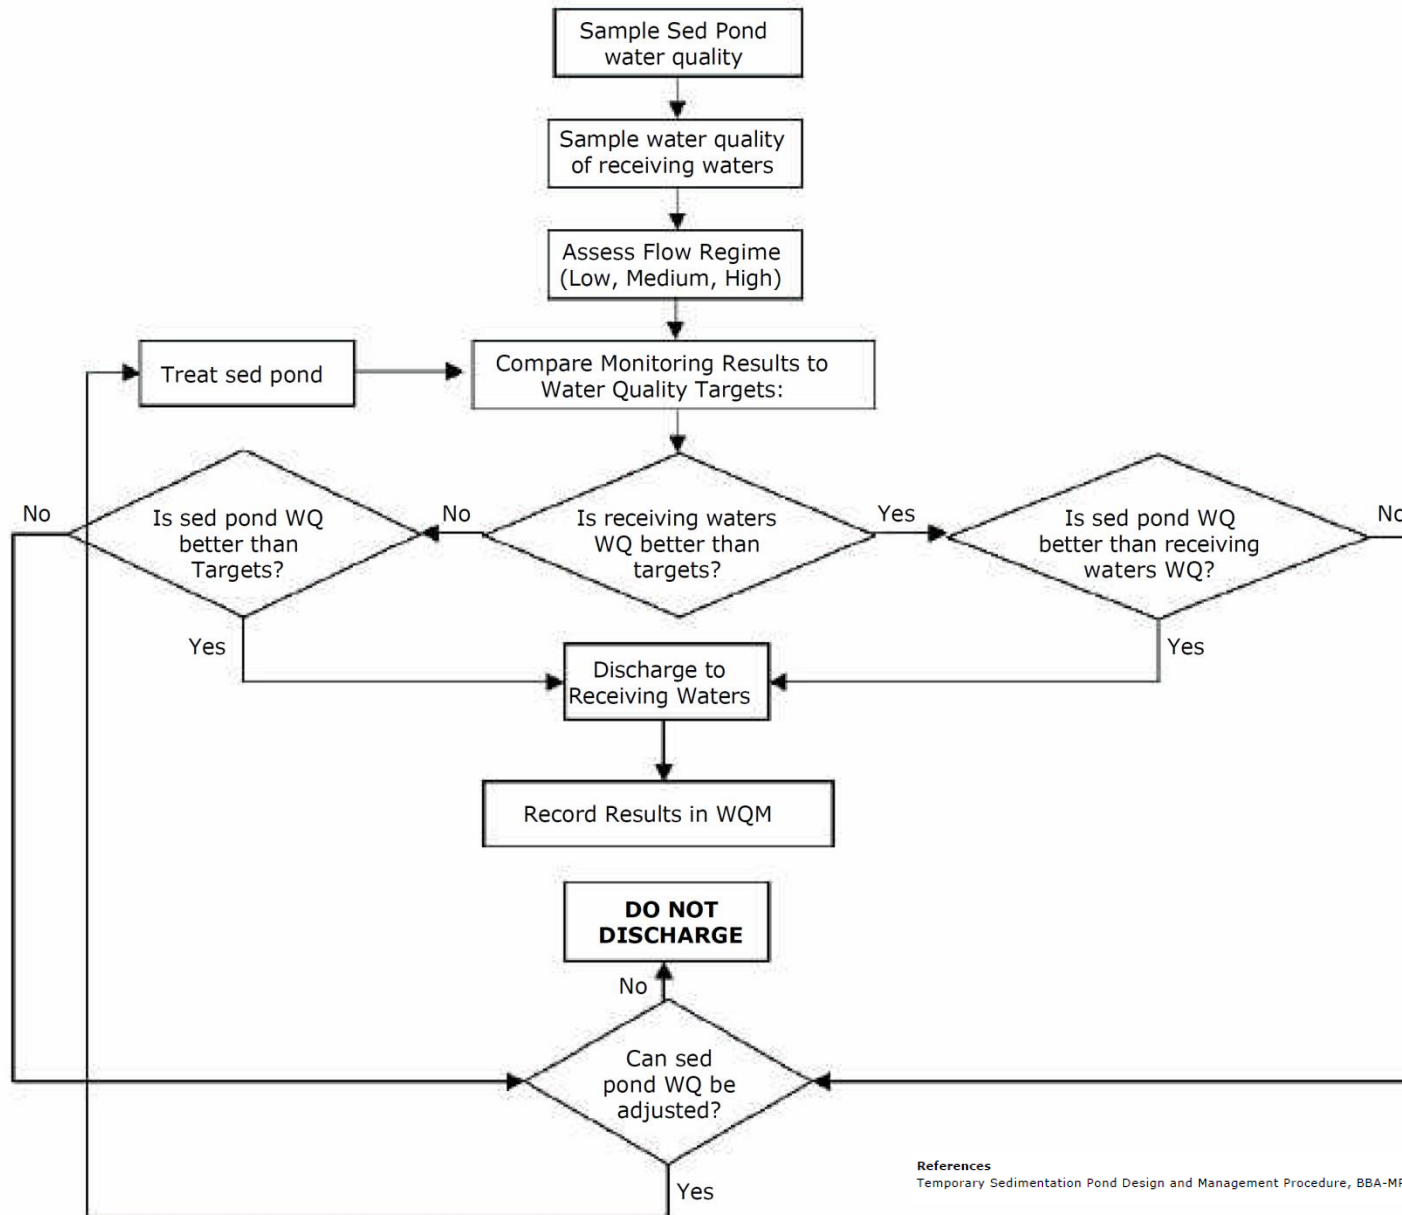 Sample Sed Pond
water quality
Sample water quality
of receiving waters
Assess Flow Regime
(Low, Medium, High)
Treat sed pond
Compare Monitoring Results to
Water Quality Targets:
No
Is sed pond WQ
better than
Targets?
No
Is receiving waters
WQ better than
targets?
Yes
Is sed pond WQ
better than receiving
waters WQ?
No
Yes
Discharge to
Receiving Waters
Yes
Record Results in WQM
DO NOT
DISCHARGE
No
Can sed
pond WQ be
adjusted?
Yes
References
Temporary Sedimentation Pond Design and Management Procedure,